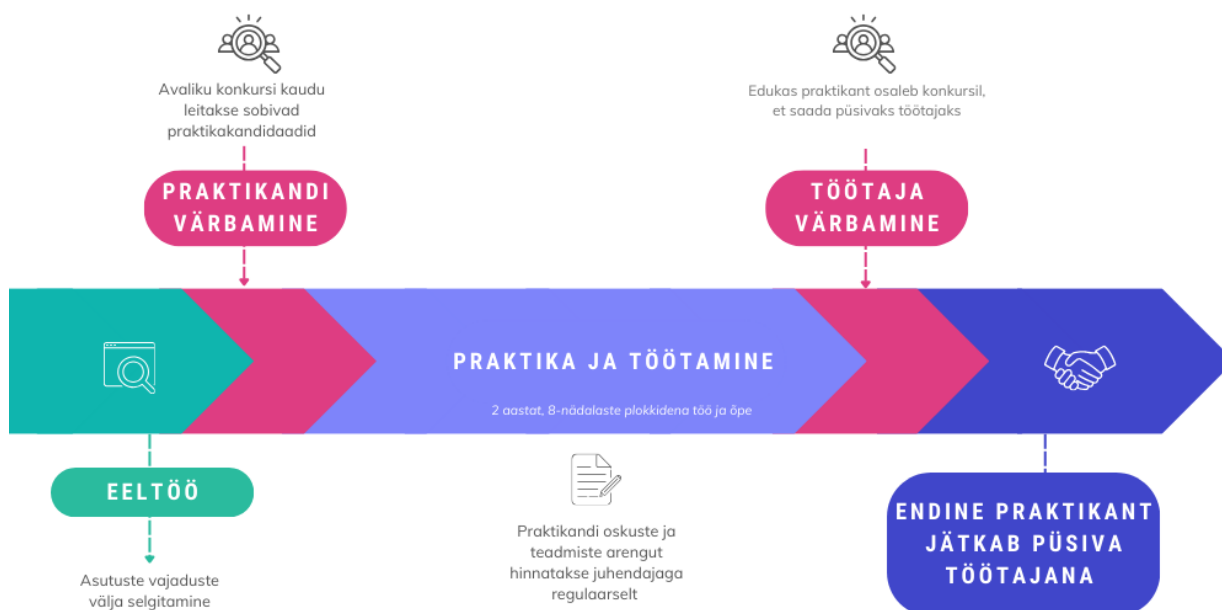 Avaliku konkursi kaudu
leitakse sobivad
praktikakandidaadid
PRAKTIKANDI
VÄRBAMINE
Edukas praktikant osaleb konkursil,
et saada püsivaks töötajaks
TÖÖTAJA
VÄRBAMINE
PRAKTIKA JA TÖÖTAMINE
2 aastat, 8-nädalaste plokkidena töö ja õpe
EELTÖÖ
Asutuste vajaduste
välja selgitamine
Praktikandi oskuste ja
teadmiste arengut
hinnatakse juhendajaga
regulaarselt
ENDINE PRAKTIKANT
JÄTKAB PÜSIVA
TÖÖTAJANA